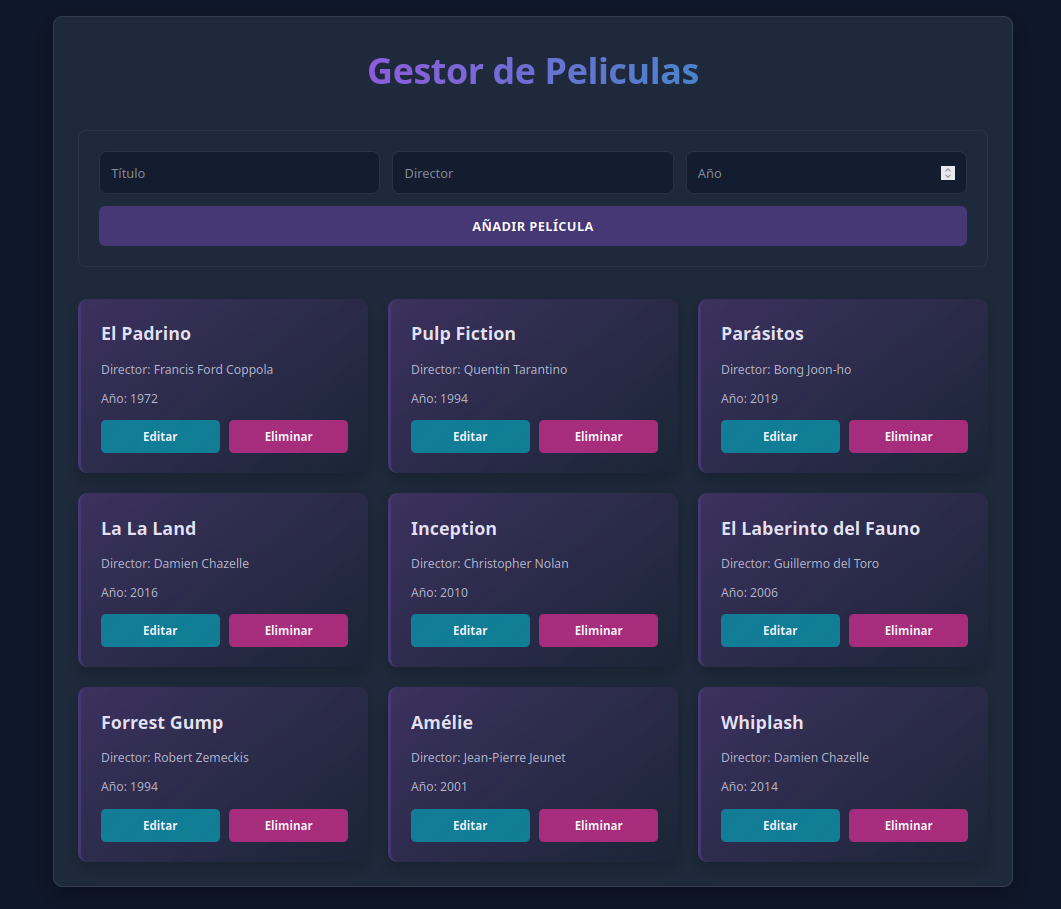 Gestor de Peliculas
Título Director Año
AÑADIR PELÍCULA
El Padrino
Director: Francis Ford Coppola
Año: 1972
Editar Eliminar
Pulp Fiction
Director: Quentin Tarantino
Año: 1994
Editar Eliminar
Parásitos
Director: Bong Joon-ho
Año: 2019
Editar Eliminar
La La Land
Director: Damien Chazelle
Año: 2016
Editar Eliminar
Inception
Director: Christopher Nolan
Año: 2010
Editar Eliminar
El Laberinto del Fauno
Director: Guillermo del Toro
Año: 2006
Editar Eliminar
Forrest Gump
Director: Robert Zemeckis
Año: 1994
Editar Eliminar
Amélie
Director: Jean-Pierre Jeunet
Año: 2001
Editar Eliminar
Whiplash
Director: Damien Chazelle
Año: 2014
Editar Eliminar